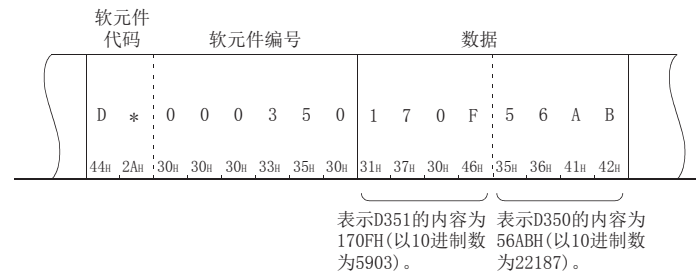 软元件
代码 软元件编号 数据
D * 0 0 0 3 5 0 1 7 0 F 5 6 A B
44H 2AH 30H 30H 30H 33H 35H 30H 31H 37H 30H 46H 35H 36H 41H 42H
表示D351的内容为
170FH(以10进制数
为5903)。
表示D350的内容为
56ABH(以10进制数
为22187)。